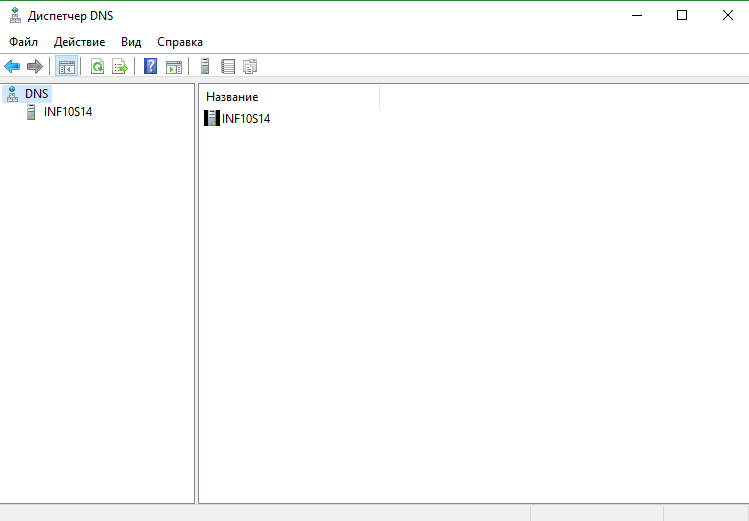 Диспетчер DNS
Файл Действие Вид Справка
DNS
INF10S14
Название
INF10S14